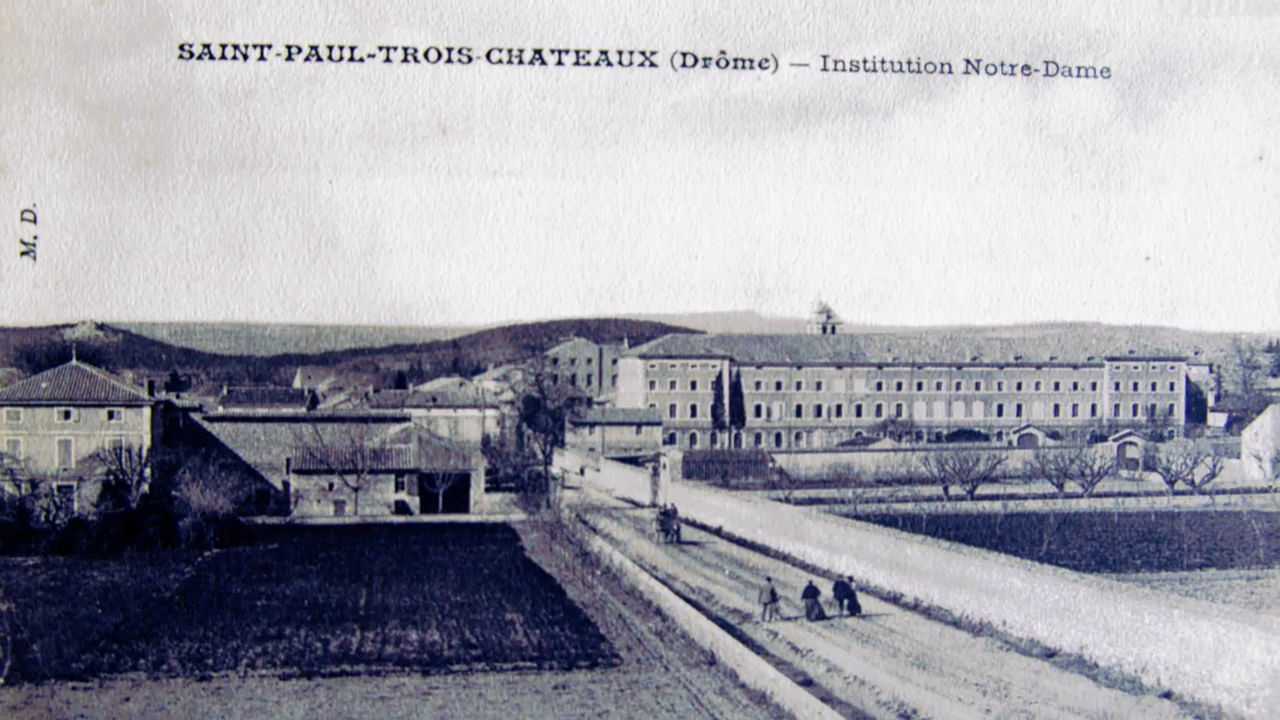 SAINT-PAUL-TROIS-CHATEAUX (Drôme) — Institution Notre-Dame
M. D.